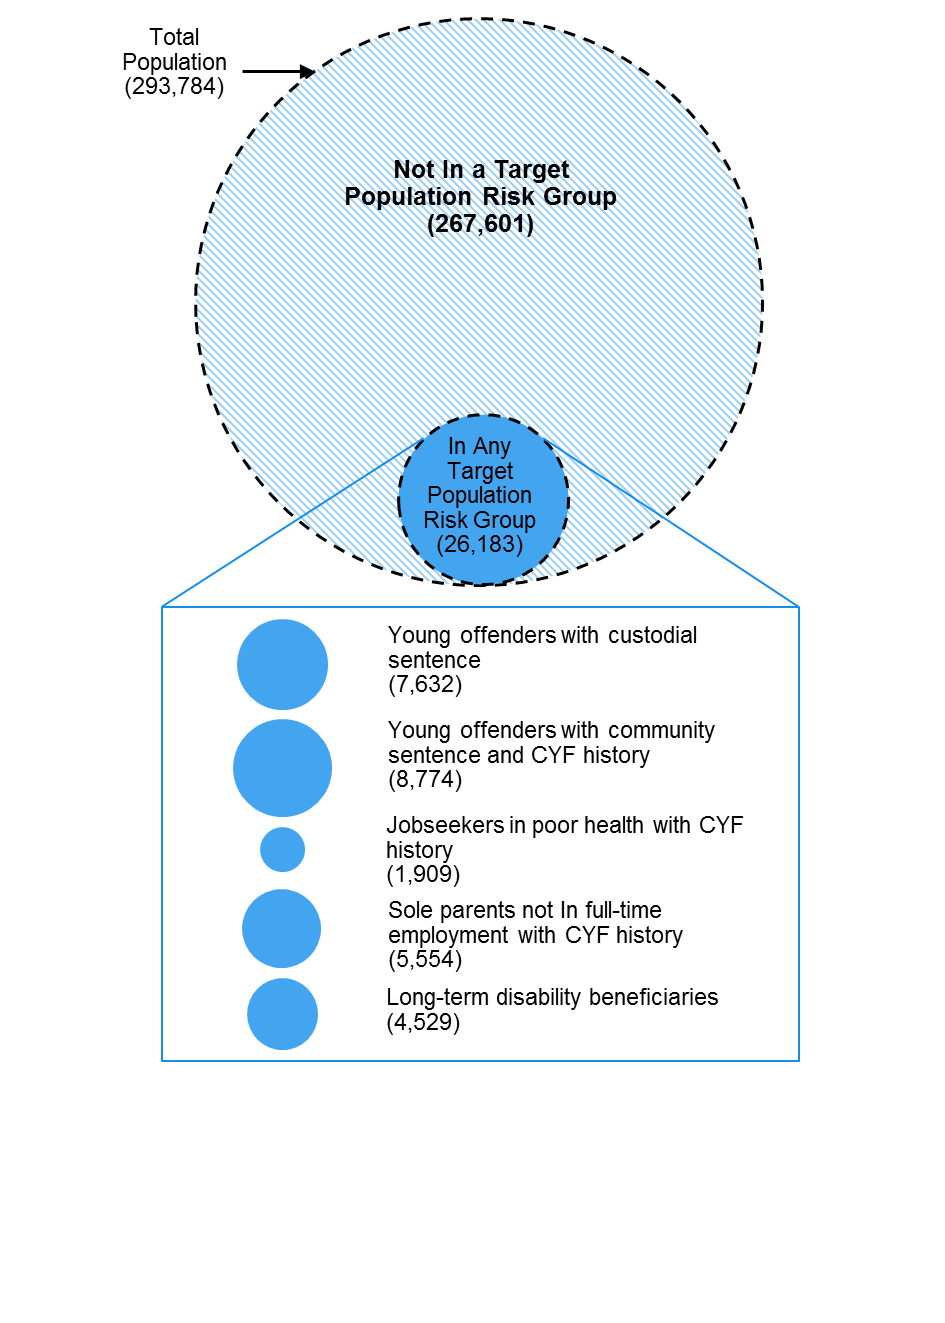 Total
Population
(293,784)
Not In a Target
Population Risk Group
(267,601)
In Any
Target
Population
Risk Group
(26,183)
Young offenders with custodial
sentence
(7,632)
Young offenders with community
sentence and CYF history
(8,774)
Jobseekers in poor health with CYF
history
(1,909)
Sole parents not In full-time
employment with CYF history
(5,554)
Long-term disability beneficiaries
(4,529)